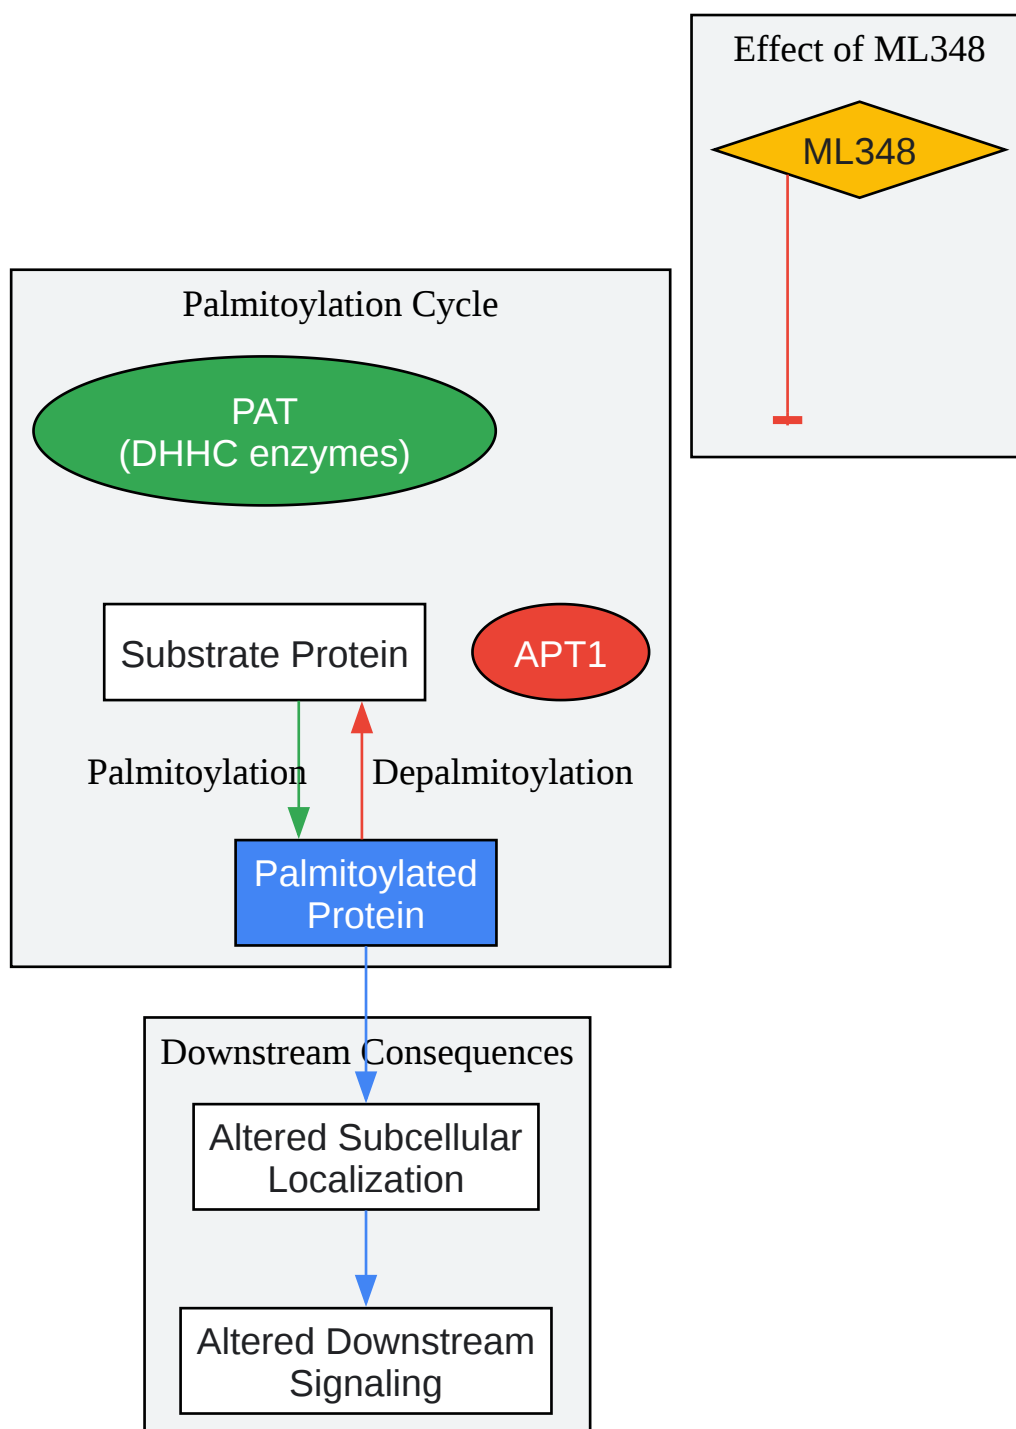 Effect of ML348
ML348
Palmitoylation Cycle
PAT
(DHHC enzymes)
Substrate Protein
APT1
Palmitoylation
Depalmitoylation
Palmitoylated
Protein
Downstream Consequences
Altered Subcellular
Localization
Altered Downstream
Signaling